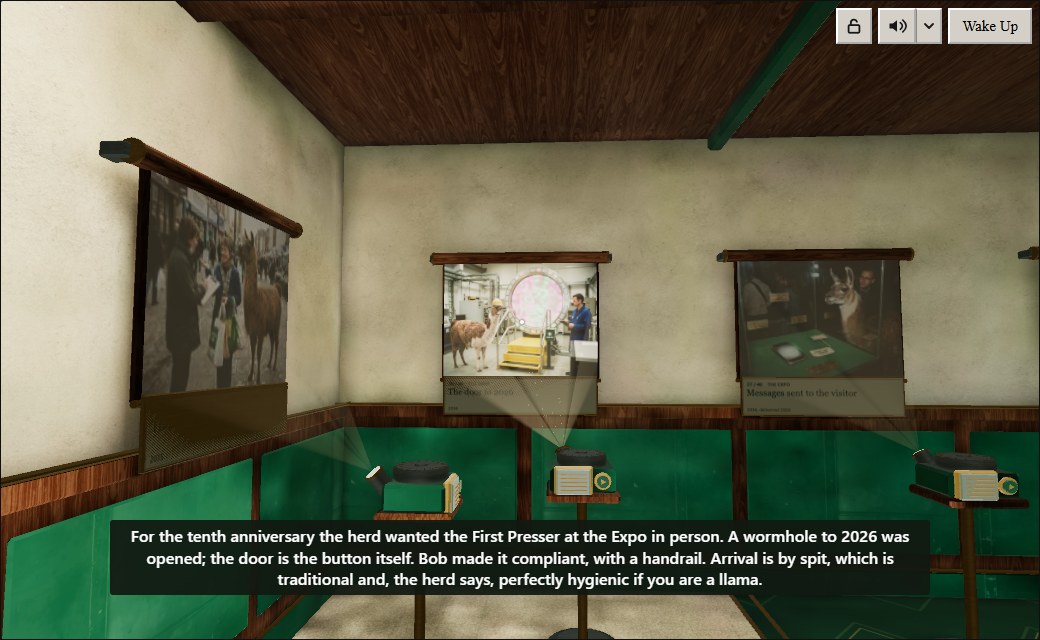 Wake Up
The door to 2026
Messages sent to the visitor
For the tenth anniversary the herd wanted the First Presser at the Expo in person. A wormhole to 2026 was
opened; the door is the button itself. Bob made it compliant, with a handrail. Arrival is by spit, which is
traditional and, the herd says, perfectly hygienic if you are a llama.